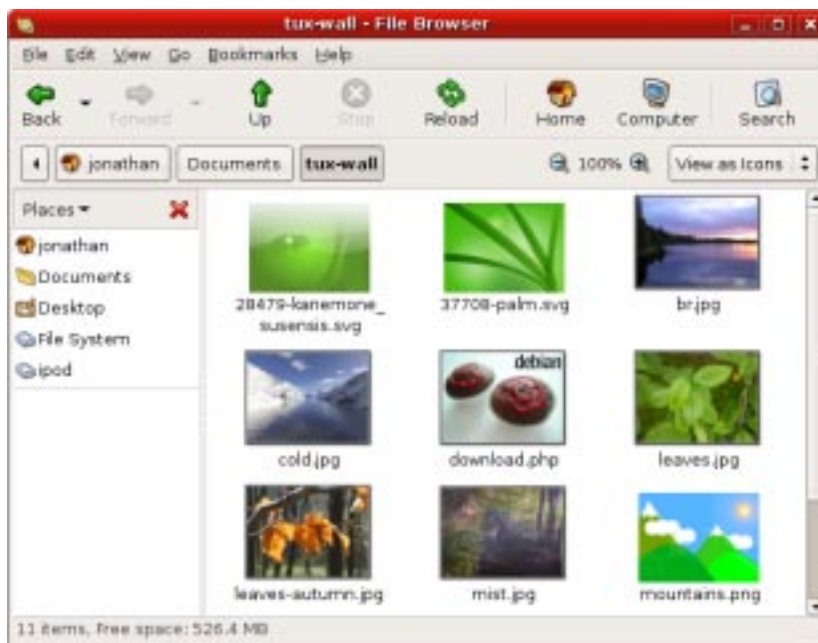 tux-wall - File Browser
File Edit View Go Bookmarks Help
Back Forward Up Stop Reload Home Computer Search
jonathan Documents tux-wall 100% View as Icons
Places
jonathan
Documents
Desktop
File System
ipod
28479-kanemone_
susensis.svg
37708-palm.svg
br.jpg
debian
cold.jpg
download.php
leaves.jpg
leaves-autumn.jpg
mist.jpg
mountains.png
11 items, Free space: 526.4 MB